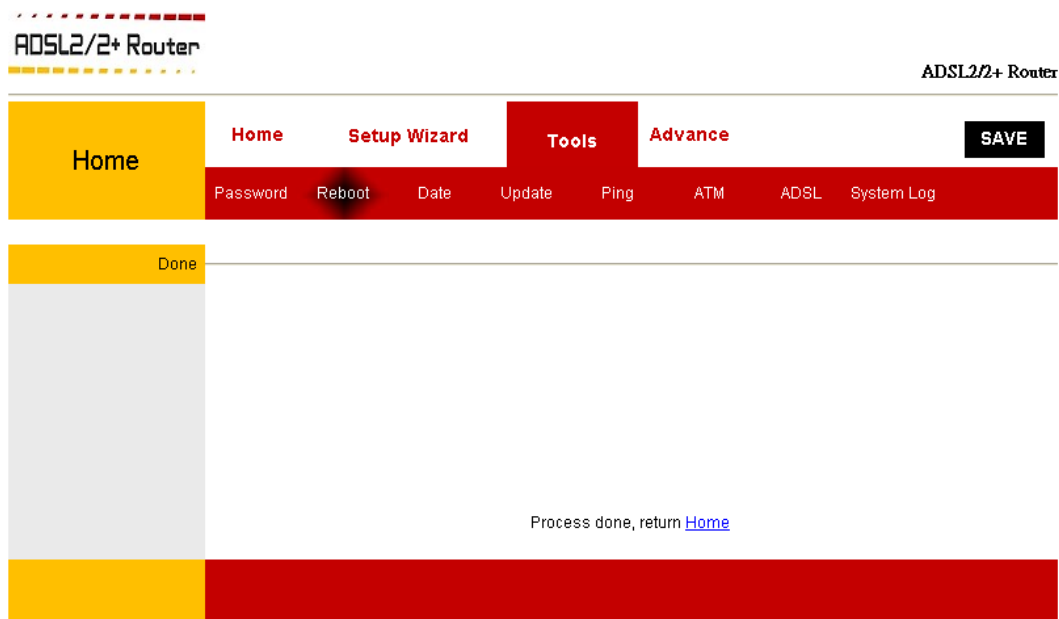 ADSL2/2+ Router
ADSL2/2+ Router
Home
Home Setup Wizard Tools Advance SAVE
Password Reboot Date Update Ping ATM ADSL System Log
Done
Process done, return Home